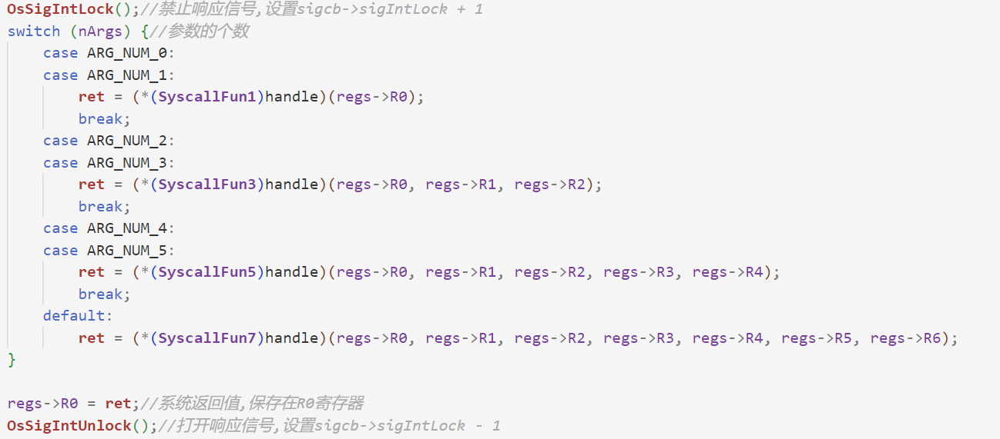 OsSigIntLock();//禁止响应信号,设置sigcb->sigIntLock + 1
switch (nArgs) {//参数的个数
    case ARG_NUM_0:
    case ARG_NUM_1:
        ret = (*(SyscallFun1)handle)(regs->R0);
        break;
    case ARG_NUM_2:
    case ARG_NUM_3:
        ret = (*(SyscallFun3)handle)(regs->R0, regs->R1, regs->R2);
        break;
    case ARG_NUM_4:
    case ARG_NUM_5:
        ret = (*(SyscallFun5)handle)(regs->R0, regs->R1, regs->R2, regs->R3, regs->R4);
        break;
    default:
        ret = (*(SyscallFun7)handle)(regs->R0, regs->R1, regs->R2, regs->R3, regs->R4, regs->R5, regs->R6);
}

regs->R0 = ret;//系统返回值,保存在R0寄存器
OsSigIntUnlock();//打开响应信号,设置sigcb->sigIntLock - 1